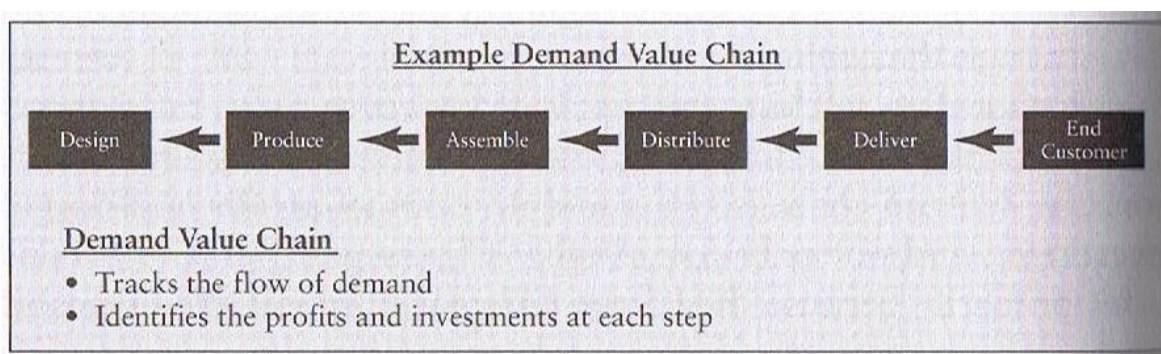 Example Demand Value Chain
Design
Produce
Assemble
Distribute
Deliver
End
Customer
Demand Value Chain
• Tracks the flow of demand
• Identifies the profits and investments at each step